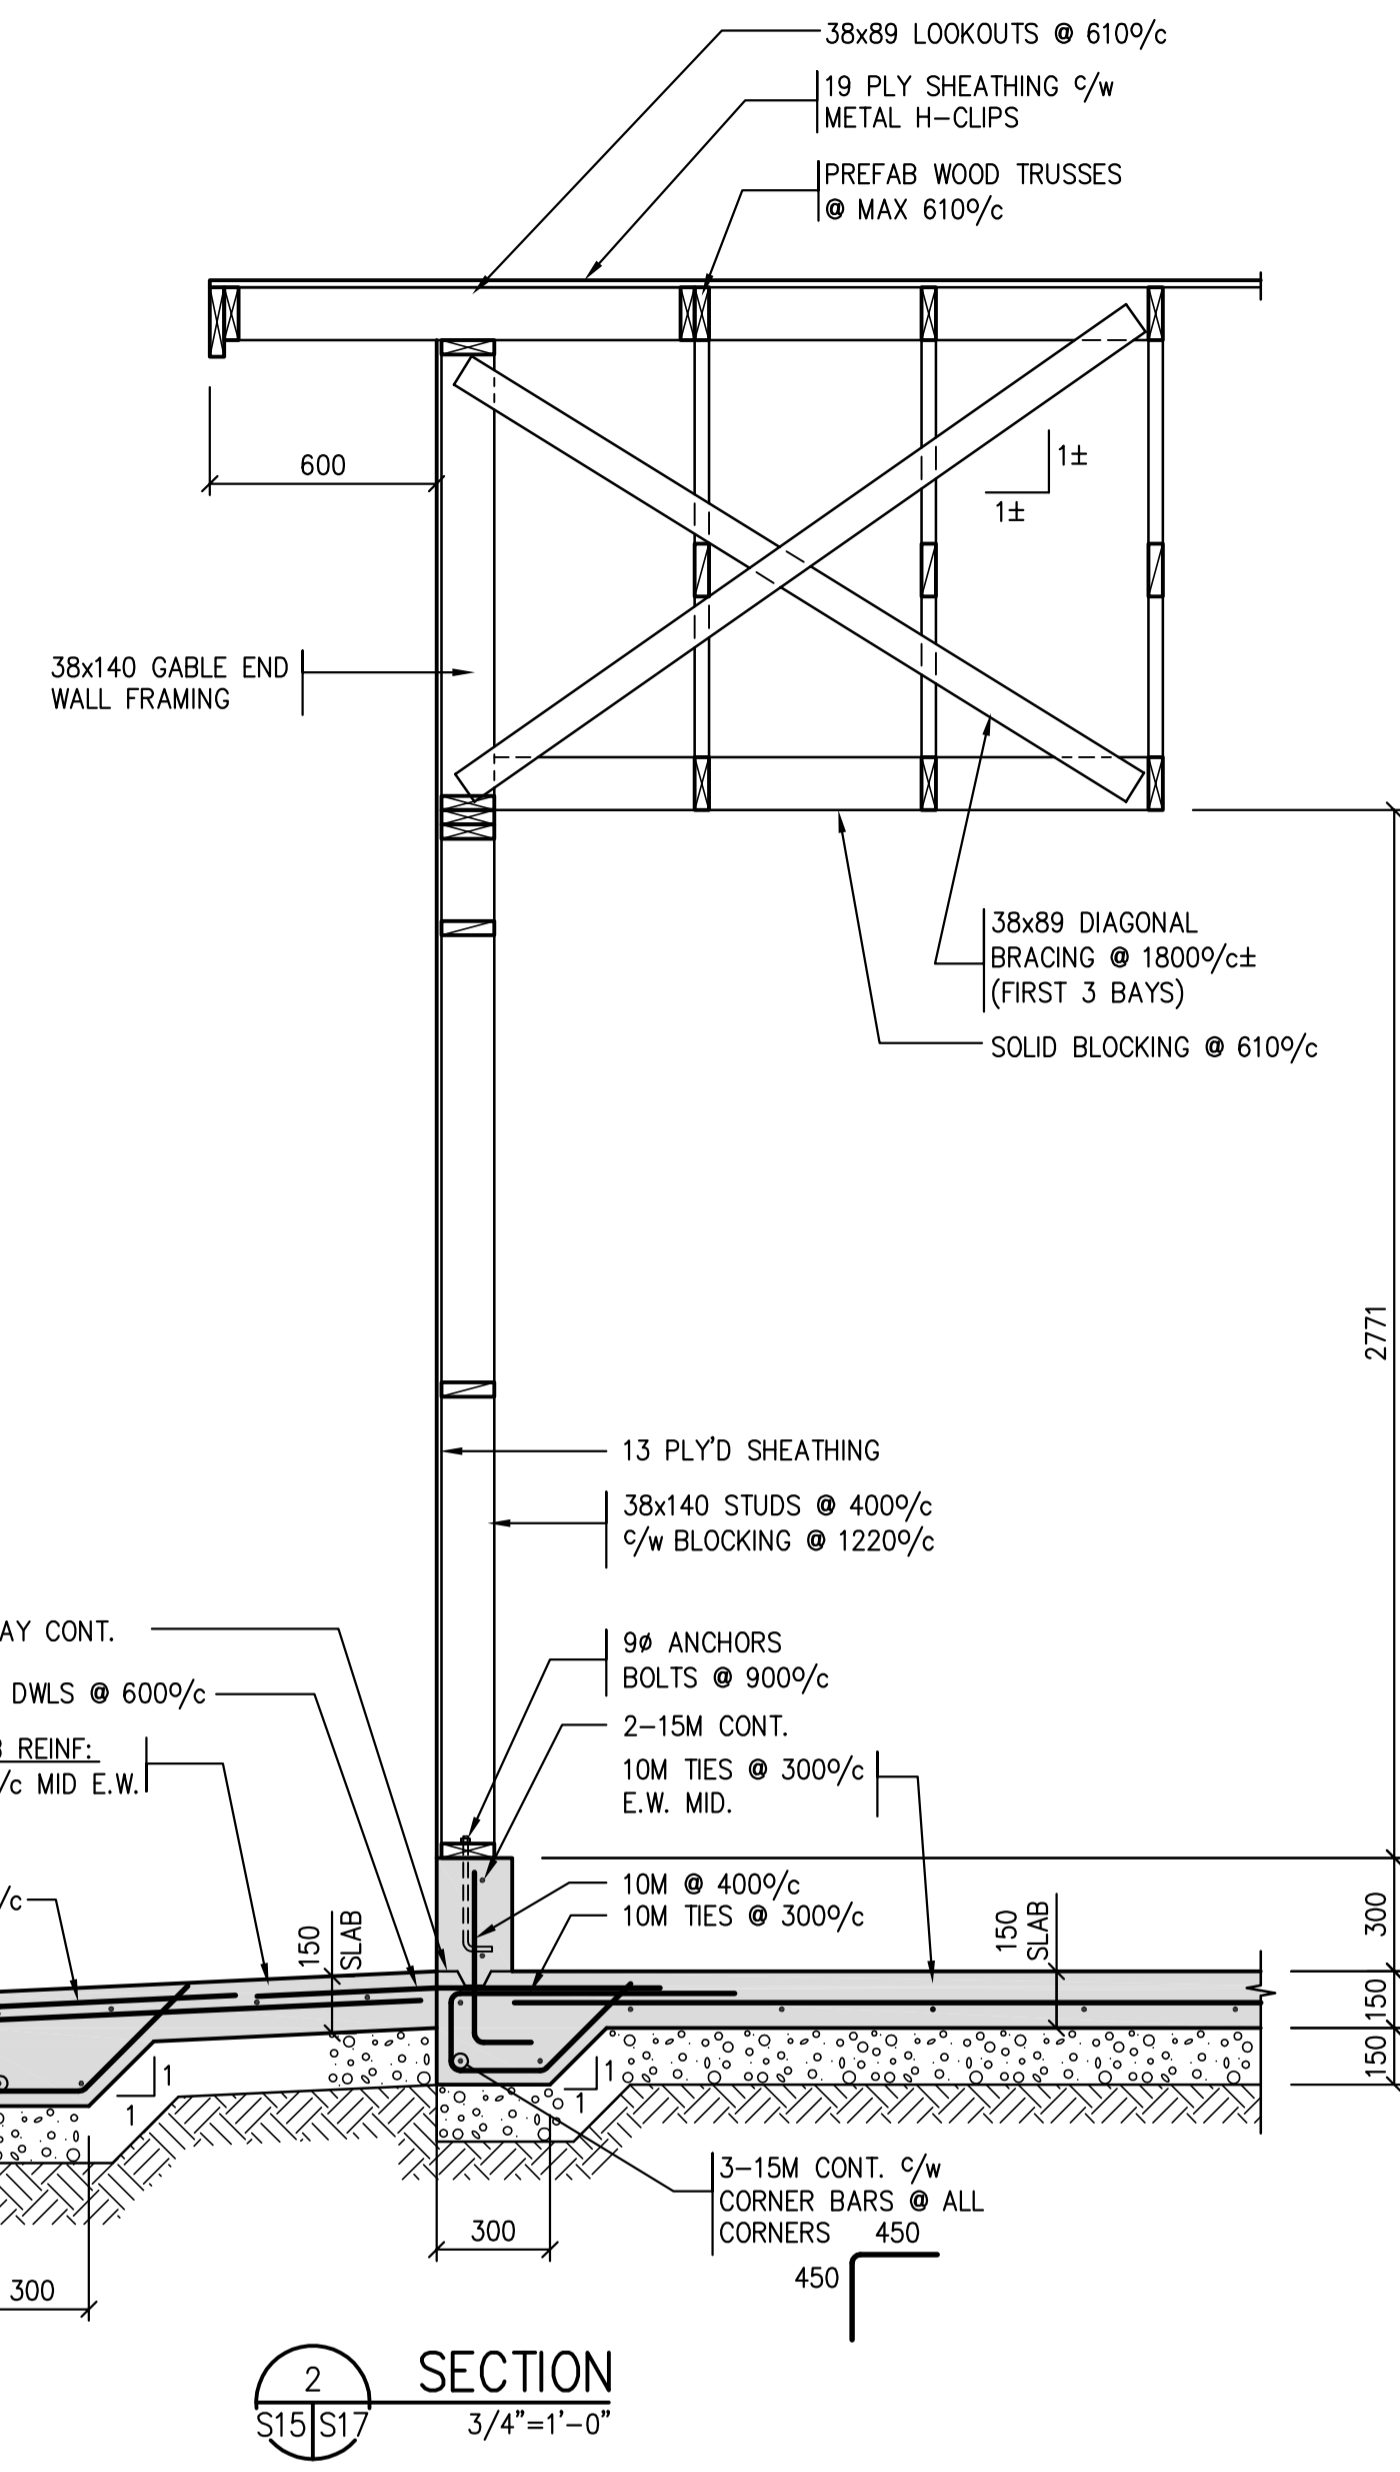 38x89 LOOKOUTS @ 610o/c
19 PLY SHEATHING c/w
METAL H-CLIPS
PREFAB WOOD TRUSSES
@ MAX 610o/c
600
1±
1±
38x140 GABLE END
WALL FRAMING
38x89 DIAGONAL
BRACING @ 1800o/c±
(FIRST 3 BAYS)
SOLID BLOCKING @ 610o/c
2771
13 PLY'D SHEATHING
38x140 STUDS @ 400o/c
c/w BLOCKING @ 1220o/c
AY CONT.
DWLS @ 600o/c
REINF:
/c MID E.W.
/c
9ø ANCHORS
BOLTS @ 900o/c
2-15M CONT.
10M TIES @ 300o/c
E.W. MID.
10M @ 400o/c
10M TIES @ 300o/c
150
SLAB
150
SLAB
300
150
150
1
1
1
1
3-15M CONT. c/w
CORNER BARS @ ALL
CORNERS
450
450
300
300
2
S15 S17
SECTION
3/4"=1'-0"